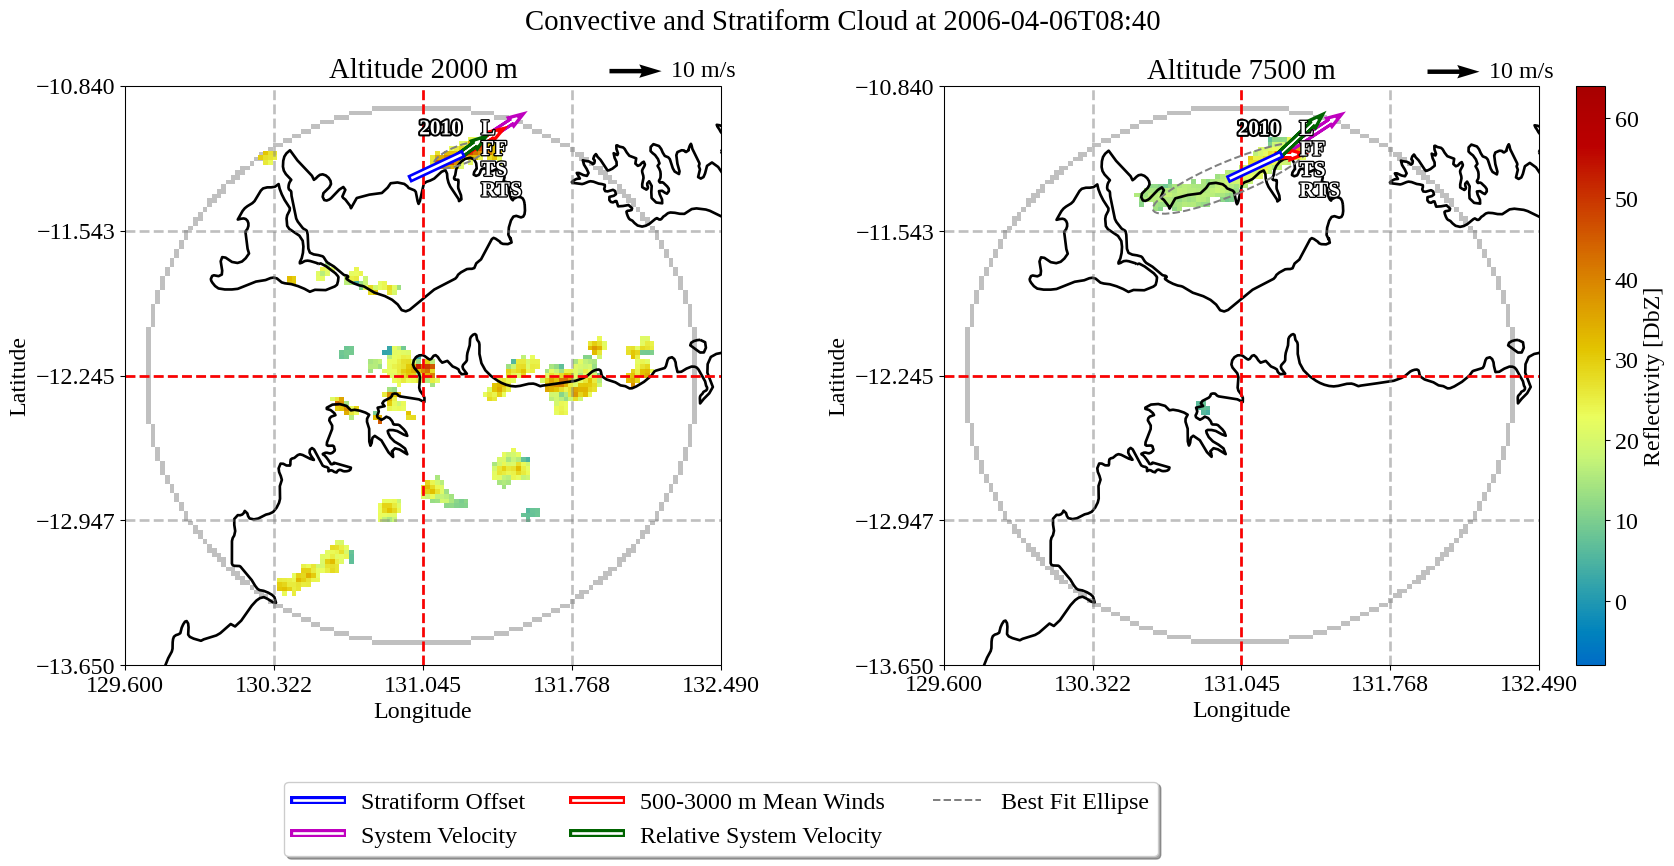 Convective and Stratiform Cloud at 2006-04-06T08:40
Altitude 2000 m
10 m/s
−10.840
−11.543
−12.245
−12.947
−13.650
129.600
130.322
131.045
131.768
132.490
Latitude
Longitude
2010
L
FF
TS
RTS
Altitude 7500 m
10 m/s
−10.840
−11.543
−12.245
−12.947
−13.650
129.600
130.322
131.045
131.768
132.490
Latitude
Longitude
2010
L
FF
TS
RTS
60
50
40
30
20
10
0
Reflectivity [DbZ]
Stratiform Offset
System Velocity
500-3000 m Mean Winds
Relative System Velocity
Best Fit Ellipse